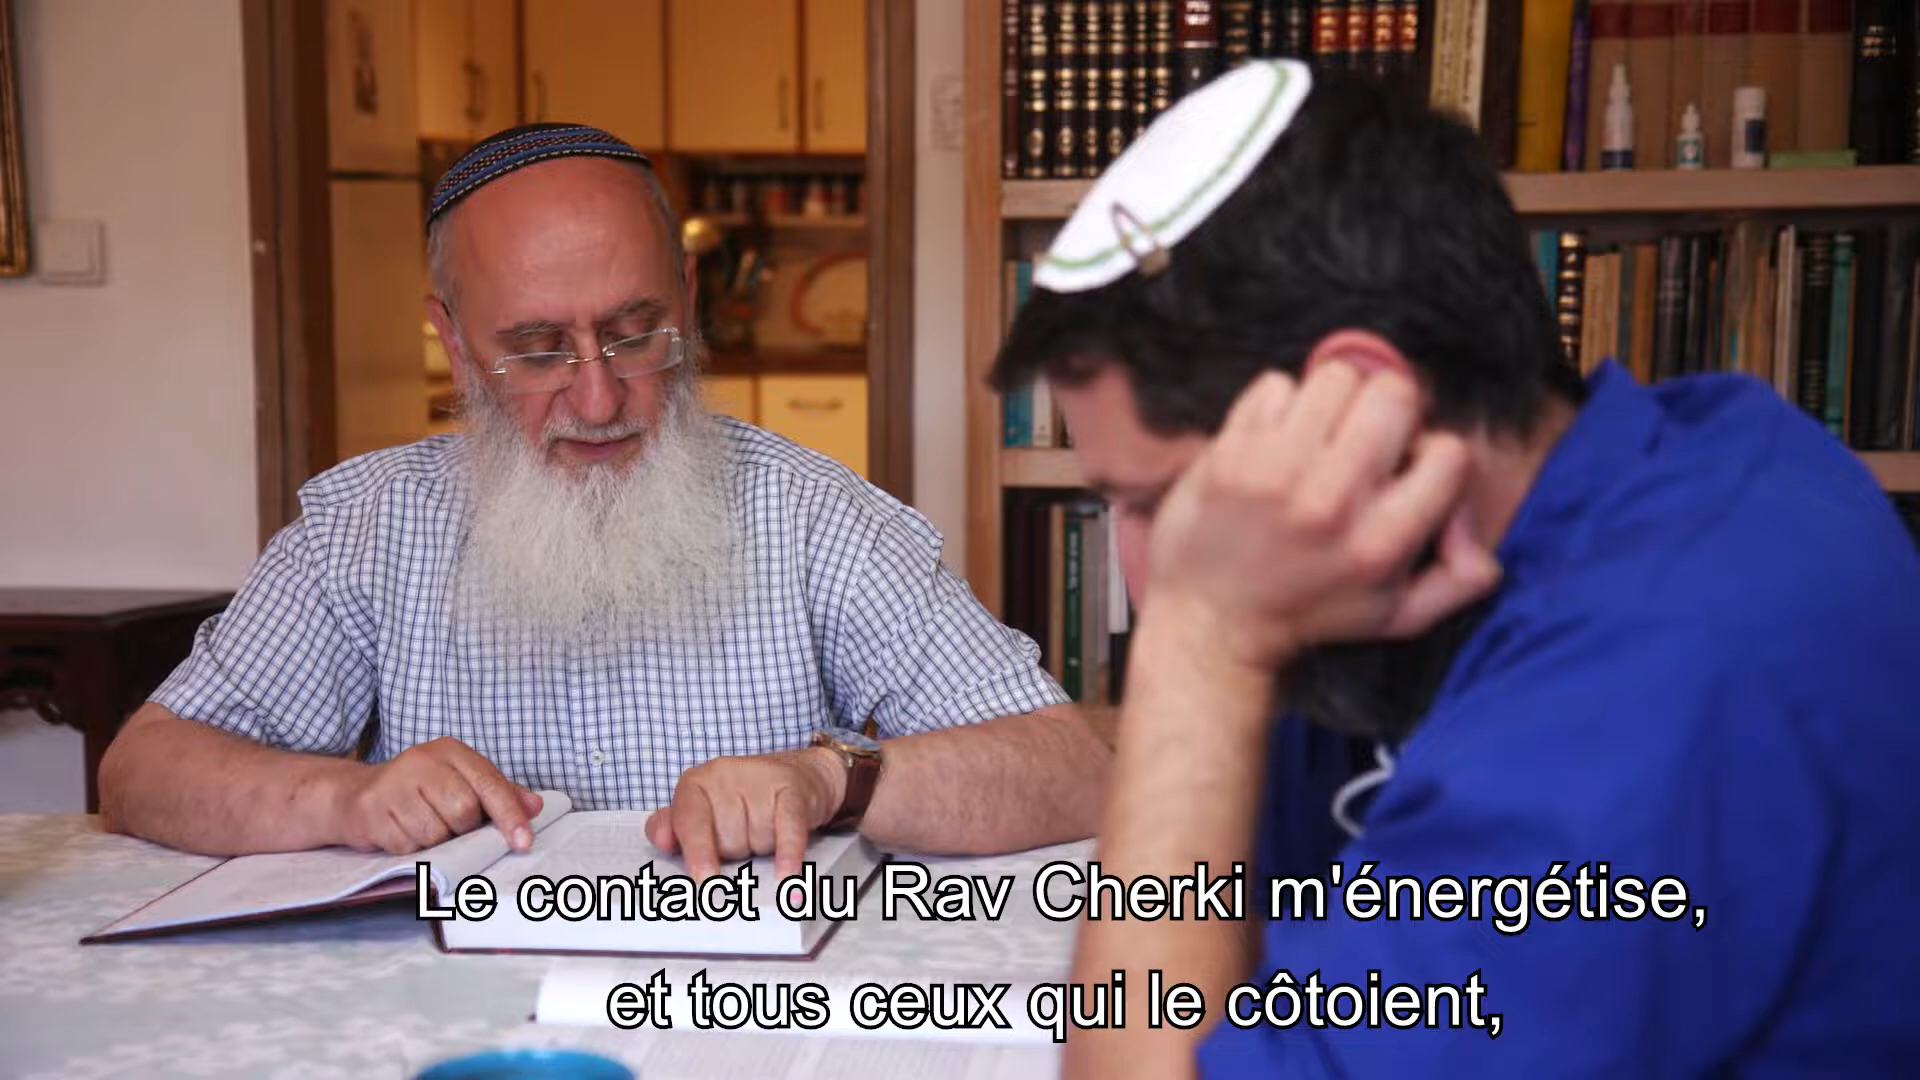 Le contact du Rav Cherki m'énergétise,
et tous ceux qui le côtoient,